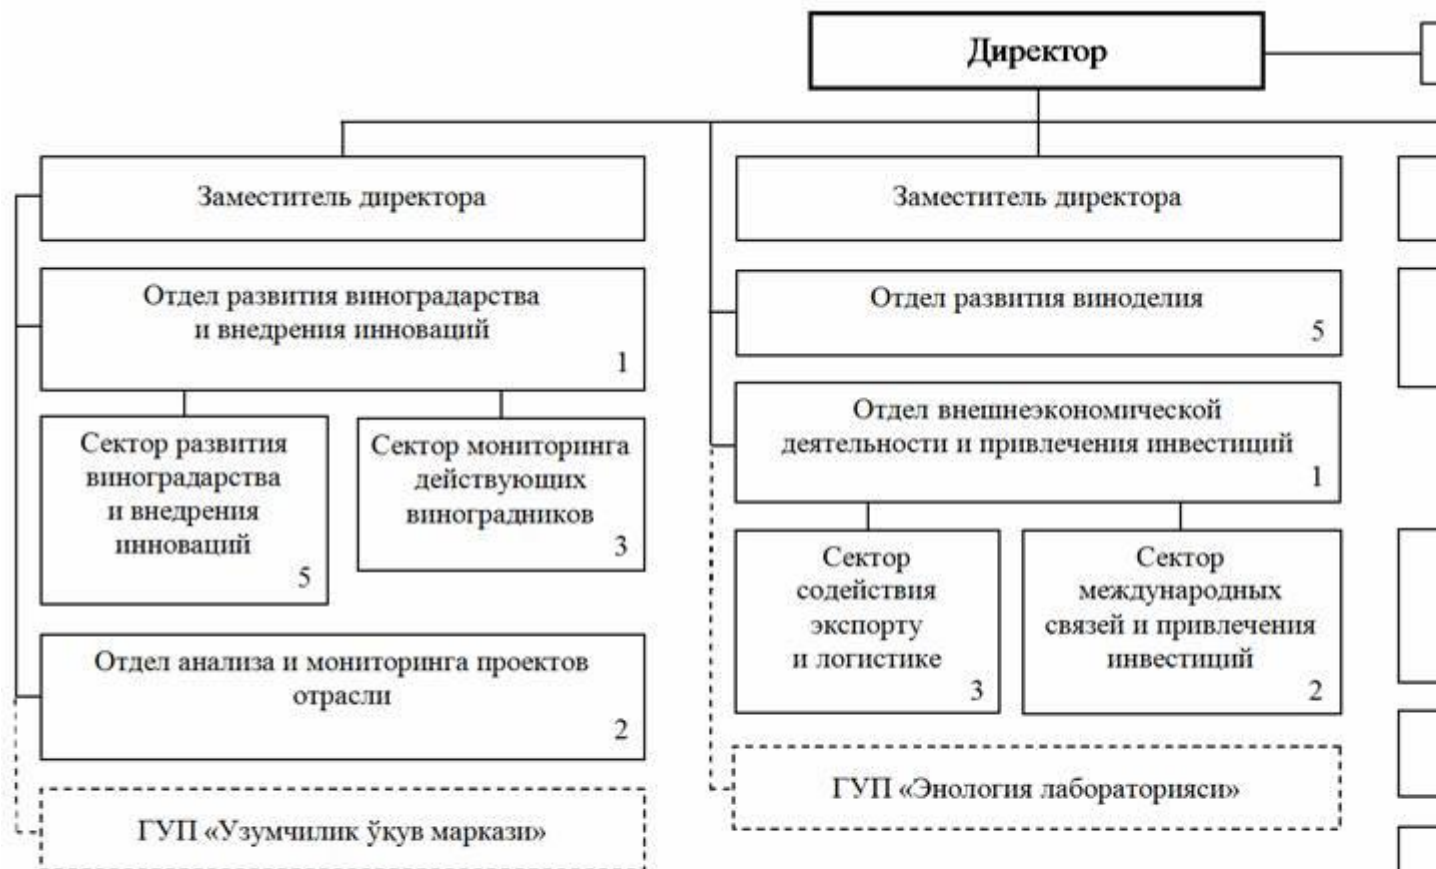 Директор
Заместитель директора
Отдел развития виноградарства
и внедрения инноваций
1
Сектор развития
виноградарства
и внедрения
инноваций
5
Сектор мониторинга
действующих
виноградников
3
Отдел анализа и мониторинга проектов
отрасли
2
ГУП «Узумчилик ўкув маркази»
Заместитель директора
Отдел развития виноделия
5
Отдел внешнеэкономической
деятельности и привлечения инвестиций
1
Сектор
содействия
экспорту
и логистике
3
Сектор
международных
связей и привлечения
инвестиций
2
ГУП «Энология лабораторияси»